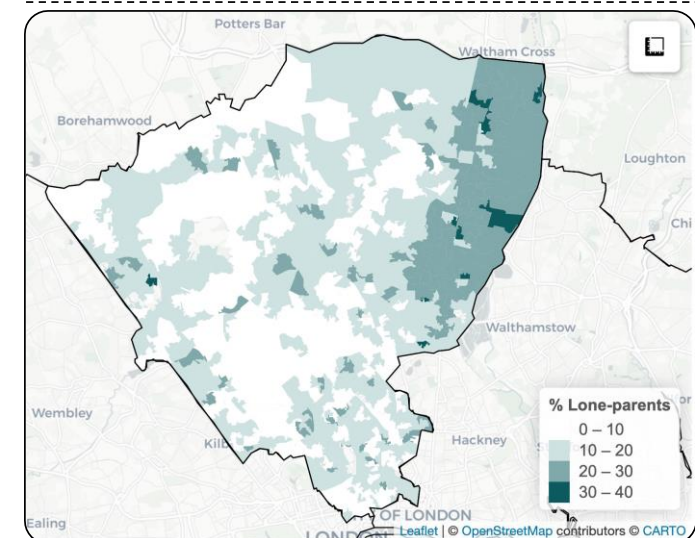 Potters Bar
Waltham Cross
Borehamwood
Loughton
Chi
Walthamstow
% Lone-parents
0 – 10
10 – 20
20 – 30
30 – 40
Wembley
Kilb
Hackney
Ealing
OF LONDON
Leaflet | © OpenStreetMap contributors © CARTO